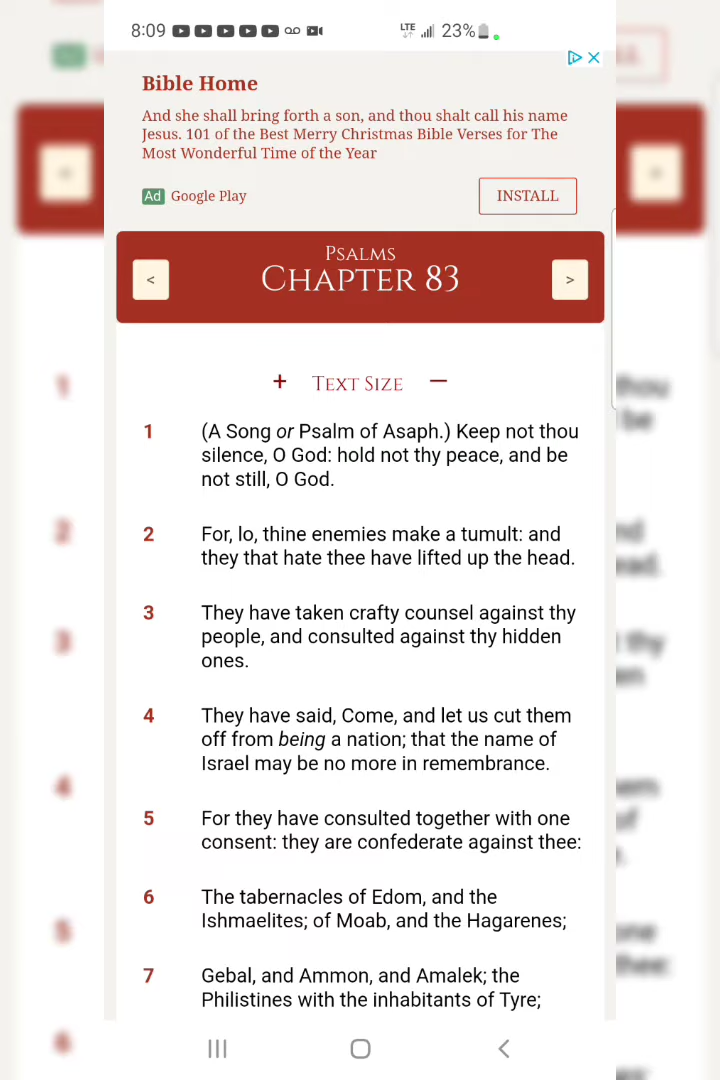 8:09
LTE 23%
Bible Home
And she shall bring forth a son, and thou shalt call his name
Jesus. 101 of the Best Merry Christmas Bible Verses for The
Most Wonderful Time of the Year
Ad Google Play
INSTALL
Psalms
< Chapter 83 >
+ Text Size −
1 (A Song or Psalm of Asaph.) Keep not thou
silence, O God: hold not thy peace, and be
not still, O God.
2 For, lo, thine enemies make a tumult: and
they that hate thee have lifted up the head.
3 They have taken crafty counsel against thy
people, and consulted against thy hidden
ones.
4 They have said, Come, and let us cut them
off from being a nation; that the name of
Israel may be no more in remembrance.
5 For they have consulted together with one
consent: they are confederate against thee:
6 The tabernacles of Edom, and the
Ishmaelites; of Moab, and the Hagarenes;
7 Gebal, and Ammon, and Amalek; the
Philistines with the inhabitants of Tyre;